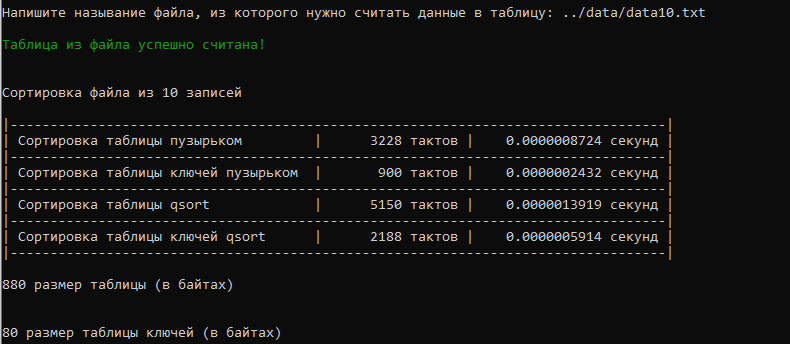 Напишите называние файла, из которого нужно считать данные в таблицу: ../data/data10.txt
Таблица из файла успешно считана!
Сортировка файла из 10 записей
|----------------------------------------------------------------------------------|
| Сортировка таблицы пузырьком         |      3228 тактов |    0.0000008724 секунд |
|----------------------------------------------------------------------------------|
| Сортировка таблицы ключей пузырьком  |       900 тактов |    0.0000002432 секунд |
|----------------------------------------------------------------------------------|
| Сортировка таблицы qsort             |      5150 тактов |    0.0000013919 секунд |
|----------------------------------------------------------------------------------|
| Сортировка таблицы ключей qsort      |      2188 тактов |    0.0000005914 секунд |
|----------------------------------------------------------------------------------|
880 размер таблицы (в байтах)
80 размер таблицы ключей (в байтах)